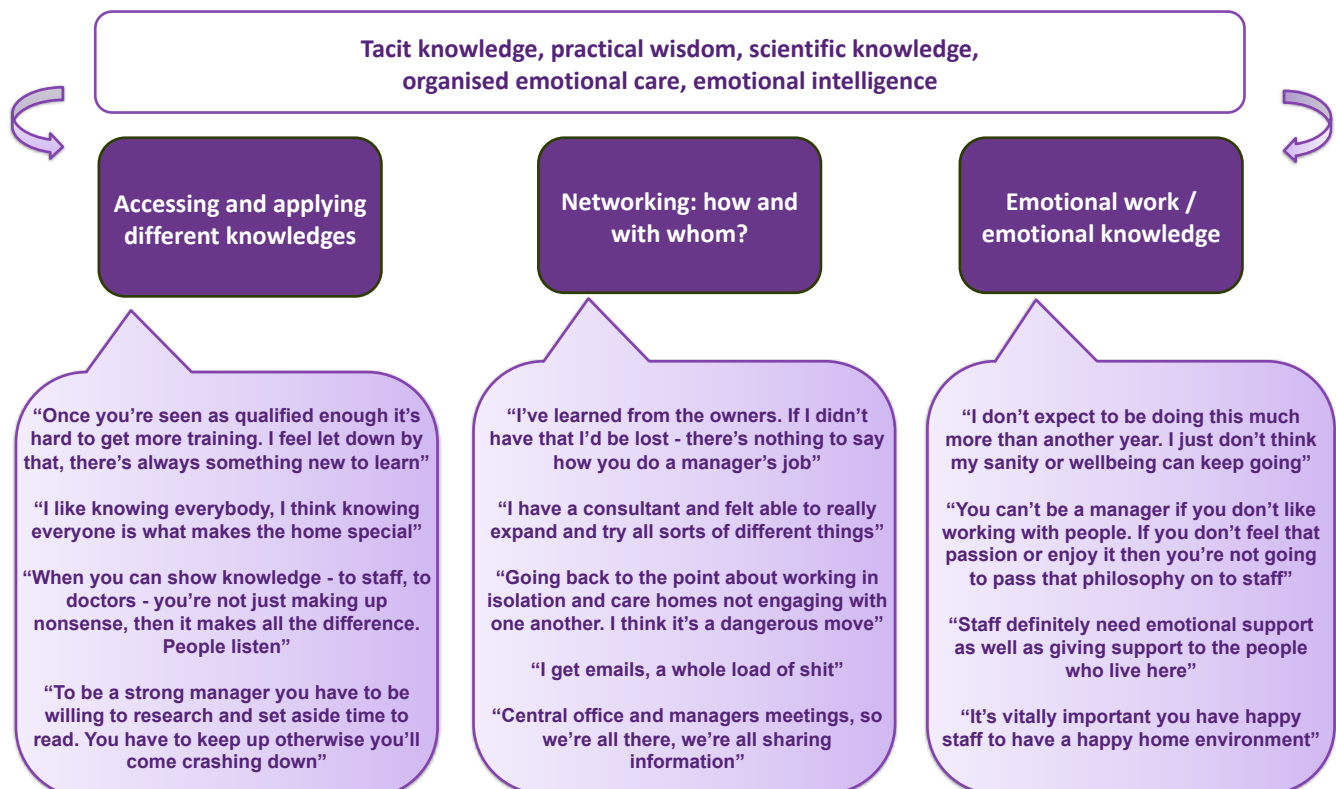 Tacit knowledge, practical wisdom, scientific knowledge,
organised emotional care, emotional intelligence
Accessing and applying
different knowledges
“Once you’re seen as qualified enough it’s
hard to get more training. I feel let down by
that, there’s always something new to learn”
“I like knowing everybody, I think knowing
everyone is what makes the home special”
“When you can show knowledge - to staff, to
doctors - you’re not just making up
nonsense, then it makes all the difference.
People listen”
“To be a strong manager you have to be
willing to research and set aside time to
read. You have to keep up otherwise you’ll
come crashing down”
Networking: how and
with whom?
“I’ve learned from the owners. If I didn’t
have that I’d be lost - there’s nothing to say
how you do a manager’s job”
“I have a consultant and felt able to really
expand and try all sorts of different things”
“Going back to the point about working in
isolation and care homes not engaging with
one another. I think it’s a dangerous move”
“I get emails, a whole load of shit”
“Central office and managers meetings, so
we’re all there, we’re all sharing
information”
Emotional work /
emotional knowledge
“I don’t expect to be doing this much
more than another year. I just don’t think
my sanity or wellbeing can keep going”
“You can’t be a manager if you don’t like
working with people. If you don’t feel that
passion or enjoy it then you’re not going
to pass that philosophy on to staff”
“Staff definitely need emotional support
as well as giving support to the people
who live here”
“It’s vitally important you have happy
staff to have a happy home environment”